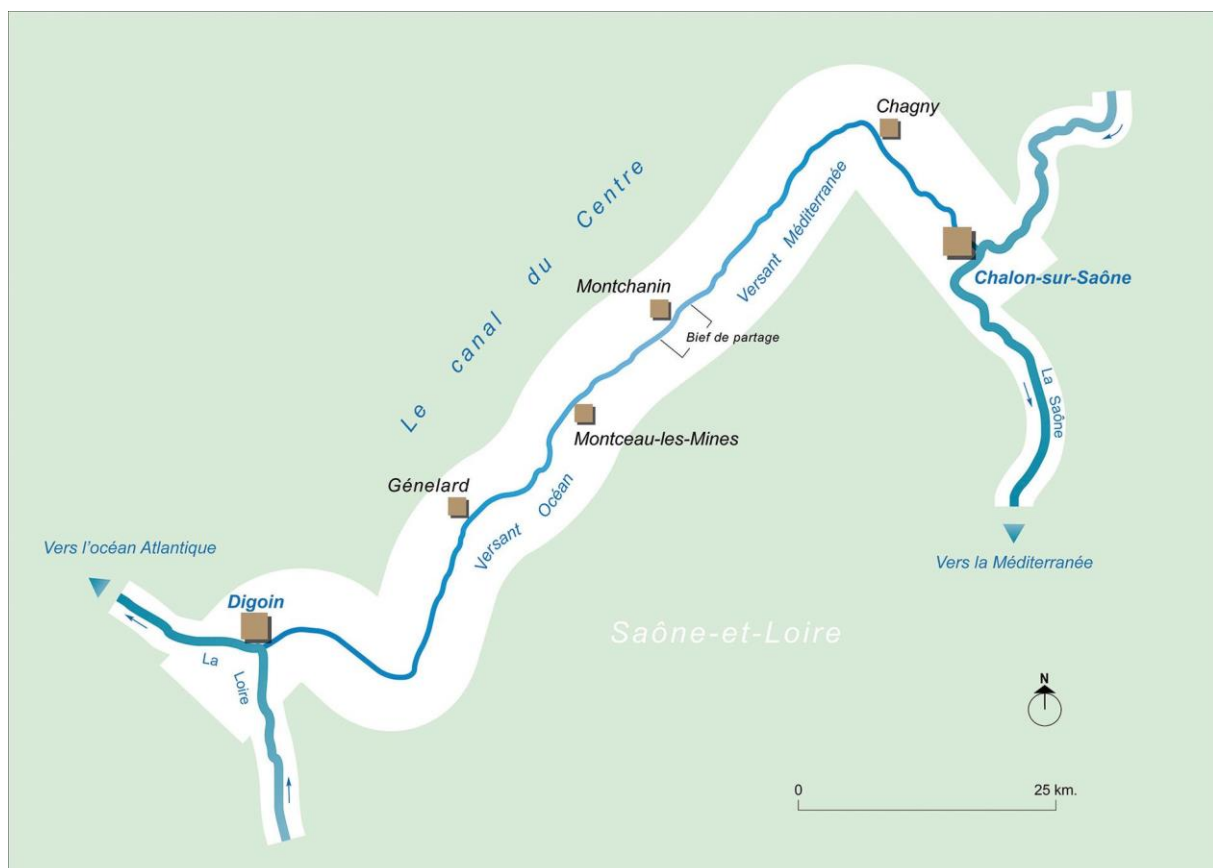 Chagny
Le canal du Centre
Versant Méditerranée
Montchanin
Chalon-sur-Saône
Bief de partage
La Saône
Montceau-les-Mines
Génelard
Versant Océan
Vers l'océan Atlantique
Vers la Méditerranée
Digoin
Saône-et-Loire
La Loire
N
0 25 km.